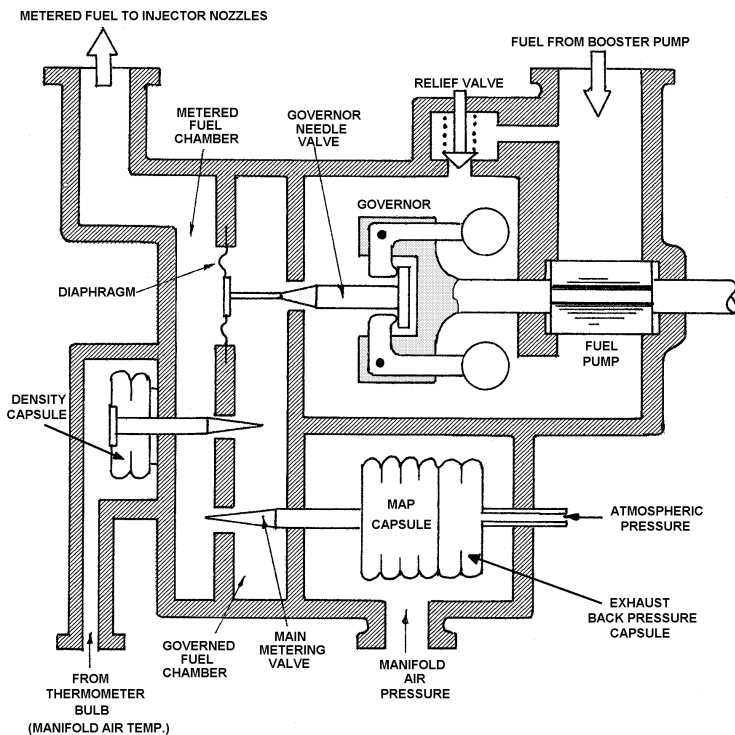 METERED FUEL TO INJECTOR NOZZLES
FUEL FROM BOOSTER PUMP
RELIEF VALVE
METERED
FUEL
CHAMBER
GOVERNOR
NEEDLE
VALVE
GOVERNOR
DIAPHRAGM
FUEL
PUMP
DENSITY
CAPSULE
MAP
CAPSULE
ATMOSPHERIC
PRESSURE
EXHAUST
BACK PRESSURE
CAPSULE
GOVERNED
FUEL
CHAMBER
MAIN
METERING
VALVE
MANIFOLD
AIR
PRESSURE
FROM
THERMOMETER
BULB
(MANIFOLD AIR TEMP.)